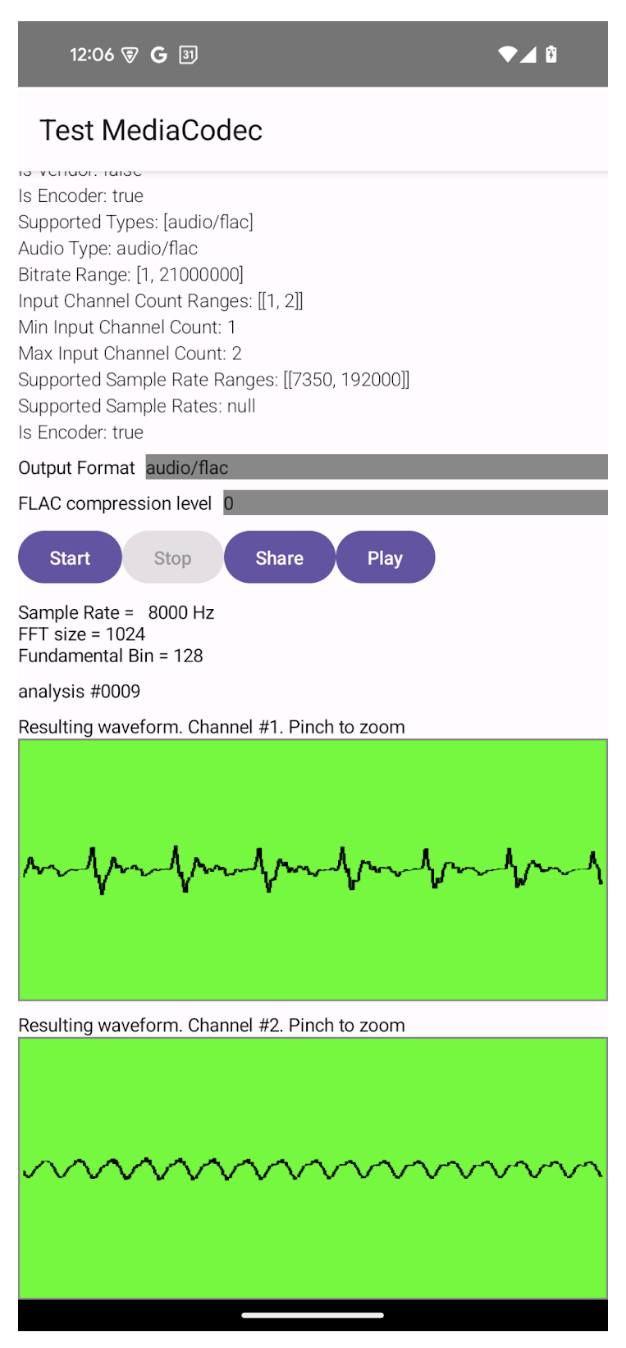 12:06 G 31
Test MediaCodec
Is Vendor: false
Is Encoder: true
Supported Types: [audio/flac]
Audio Type: audio/flac
Bitrate Range: [1, 21000000]
Input Channel Count Ranges: [[1, 2]]
Min Input Channel Count: 1
Max Input Channel Count: 2
Supported Sample Rate Ranges: [[7350, 192000]]
Supported Sample Rates: null
Is Encoder: true
Output Format audio/flac
FLAC compression level 0
Start Stop Share Play
Sample Rate = 8000 Hz
FFT size = 1024
Fundamental Bin = 128
analysis #0009
Resulting waveform. Channel #1. Pinch to zoom
Resulting waveform. Channel #2. Pinch to zoom